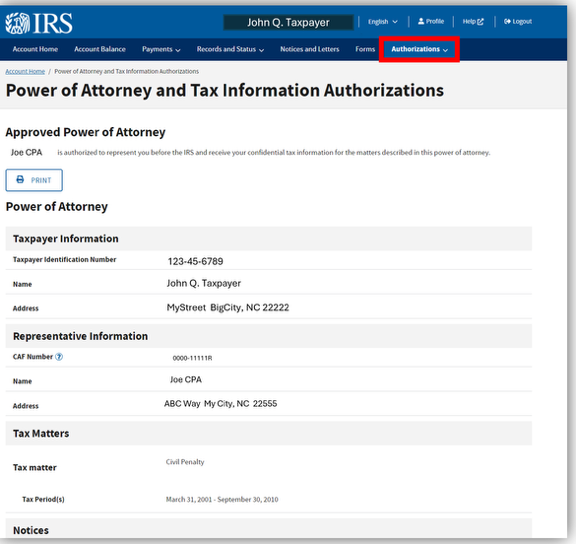 IRS
John Q. Taxpayer
English
Profile
Help
Logout
Account Home
Account Balance
Payments
Records and Status
Notices and Letters
Forms
Authorizations
Account Home / Power of Attorney and Tax Information Authorizations
Power of Attorney and Tax Information Authorizations
Approved Power of Attorney
Joe CPA is authorized to represent you before the IRS and receive your confidential tax information for the matters described in this power of attorney.
PRINT
Power of Attorney
Taxpayer Information
Taxpayer Identification Number 123-45-6789
Name John Q. Taxpayer
Address MyStreet BigCity, NC 22222
Representative Information
CAF Number ? 0000-11111R
Name Joe CPA
Address ABC Way My City, NC 22555
Tax Matters
Tax matter Civil Penalty
Tax Period(s) March 31, 2001 - September 30, 2010
Notices